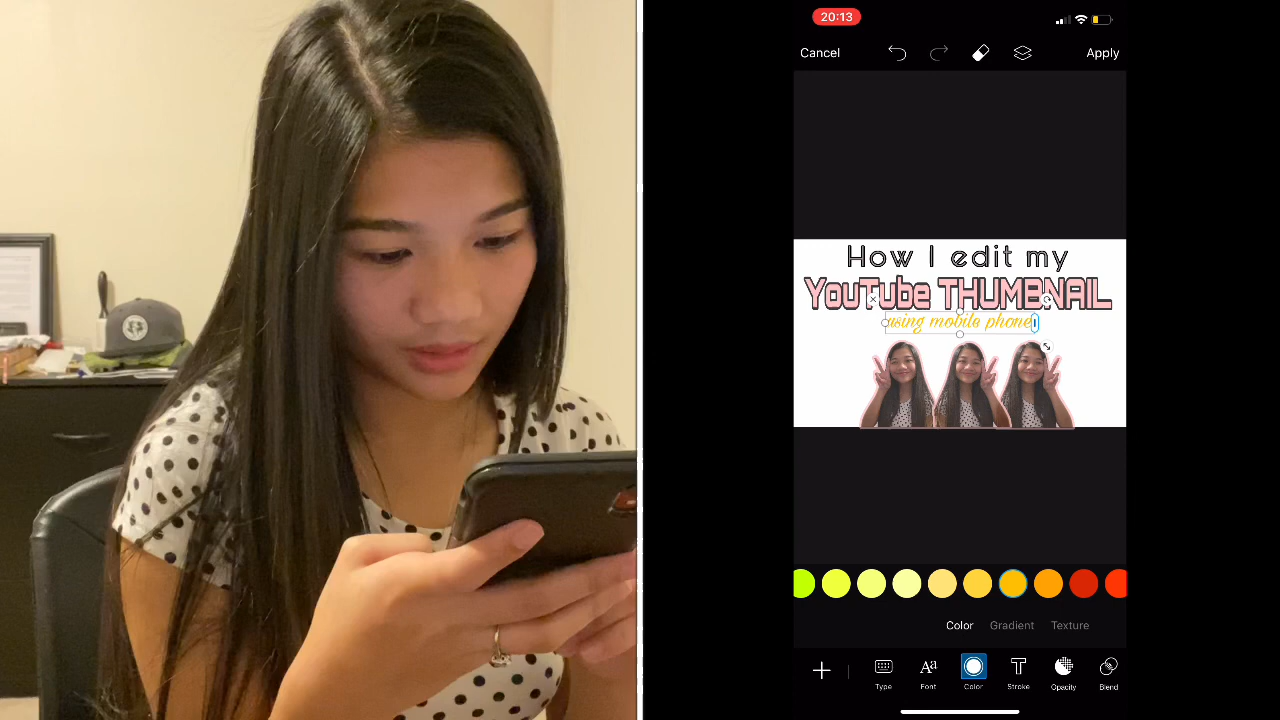 20:13
Cancel
Apply
How I edit my
YouTube THUMBNAIL
using mobile phone
Color Gradient Texture
Type Font Color Stroke Opacity Blend